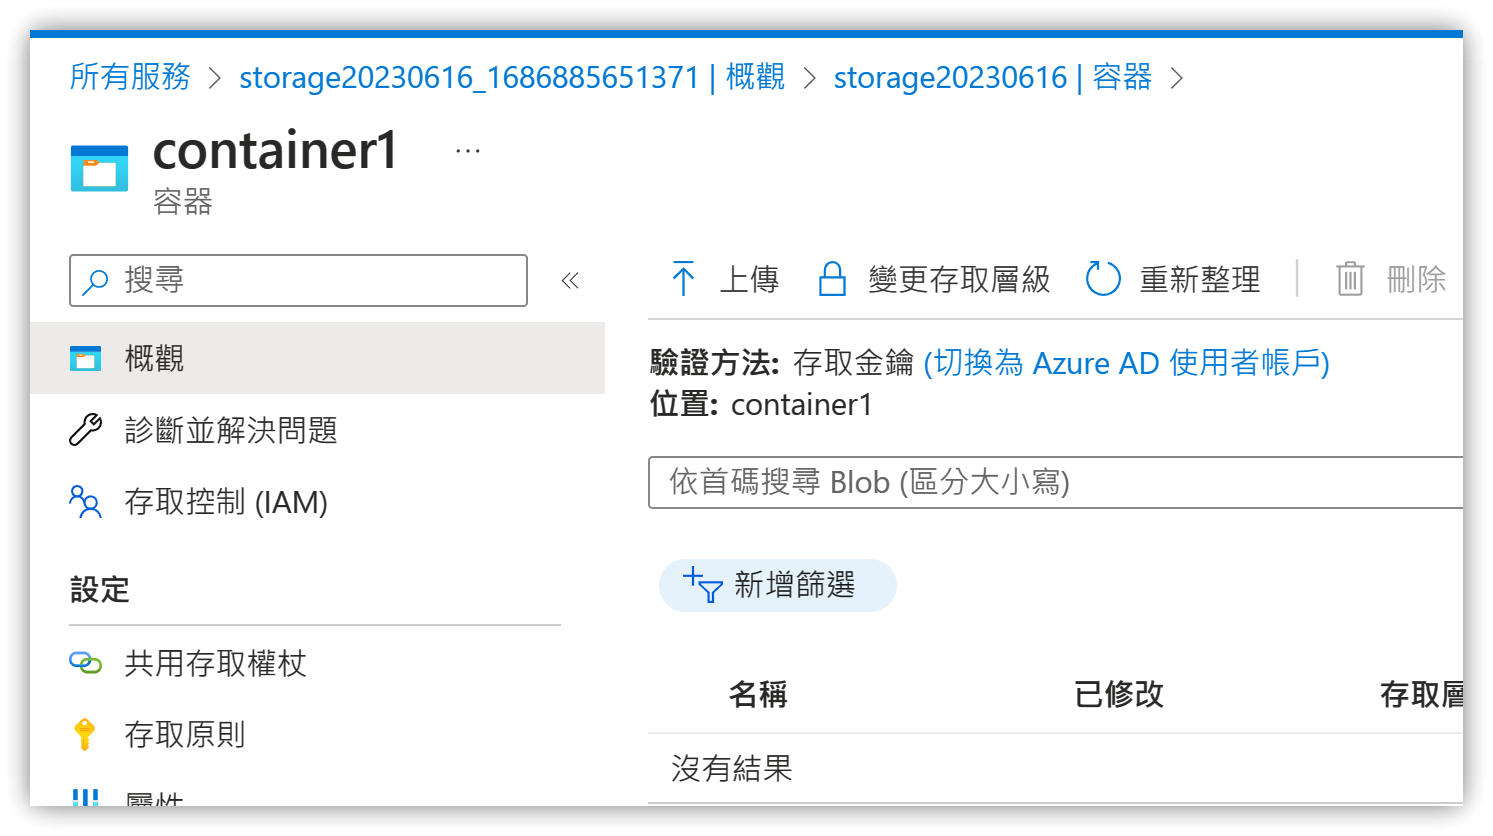 所有服務 > storage20230616_1686885651371 | 概觀 > storage20230616 | 容器 >
container1 ...
容器
搜尋 «
概觀
診斷並解決問題
存取控制 (IAM)
設定
共用存取權杖
存取原則
屬性
上傳 變更存取層級 重新整理 | 刪除
驗證方法: 存取金鑰 (切換為 Azure AD 使用者帳戶)
位置: container1
依首碼搜尋 Blob (區分大小寫)
新增篩選
名稱 已修改 存取層
沒有結果